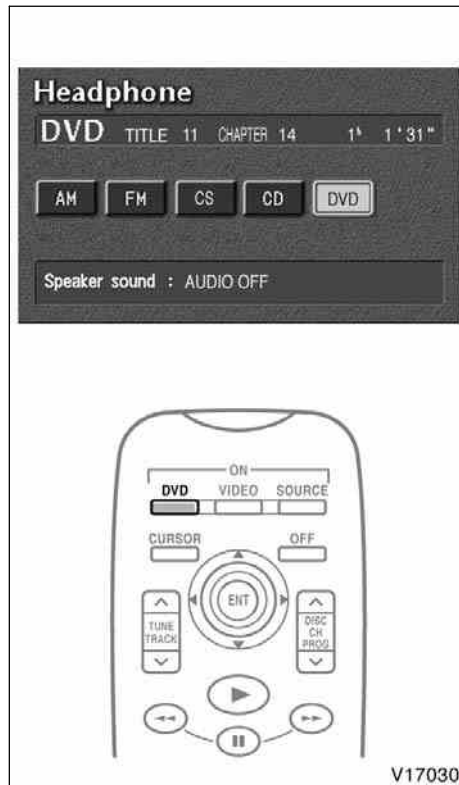 Headphone
DVD TITLE 11 CHAPTER 14 1h 1'31"
AM FM CS CD DVD
Speaker sound : AUDIO OFF
ON
DVD VIDEO SOURCE
CURSOR OFF
ENT
TUNE
TRACK
DISC
CH
PROG
V17030